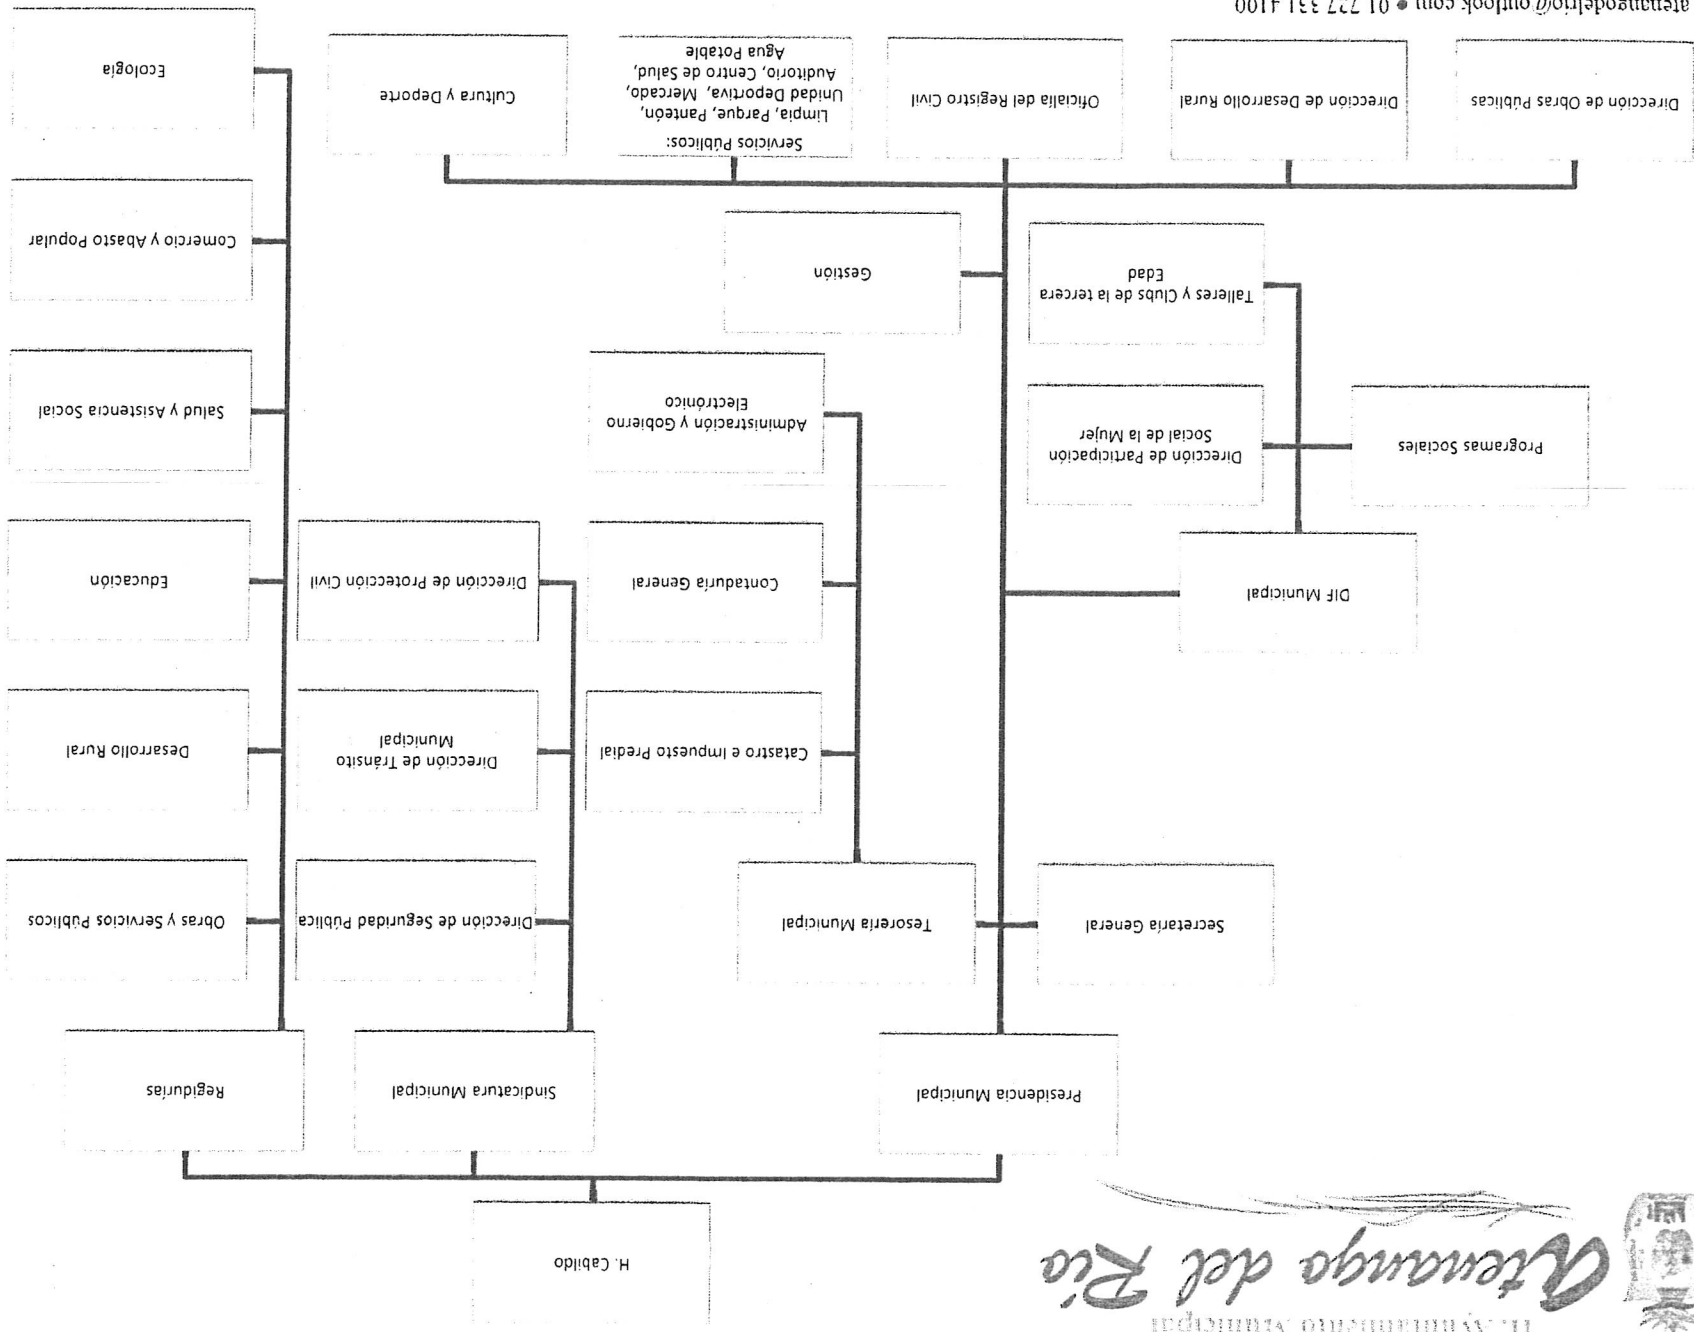 H. Ayuntamiento Municipal
Atenango del Río
H. Cabildo
Presidencia Municipal
Sindicatura Municipal
Regidurías
Secretaría General
Tesorería Municipal
Dirección de Seguridad Pública
Obras y Servicios Públicos
Catastro e Impuesto Predial
Dirección de Tránsito
Municipal
Desarrollo Rural
DIF Municipal
Contaduría General
Dirección de Protección Civil
Educación
Programas Sociales
Dirección de Participación
Social de la Mujer
Administración y Gobierno
Electrónico
Salud y Asistencia Social
Talleres y Clubs de la tercera
Edad
Gestión
Comercio y Abasto Popular
Dirección de Obras Públicas
Dirección de Desarrollo Rural
Oficialía del Registro Civil
Servicios Públicos:
Limpia, Parque, Panteón,
Unidad Deportiva, Mercado,
Auditorio, Centro de Salud,
Agua Potable
Cultura y Deporte
Ecología
atenangodelrio@outlook.com • 01 727 331 4100